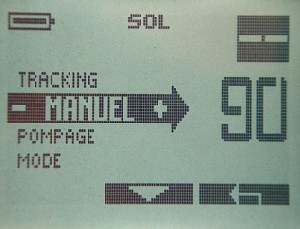 SOL
TRACKING
- MANUEL +
90
POMPAGE
MODE